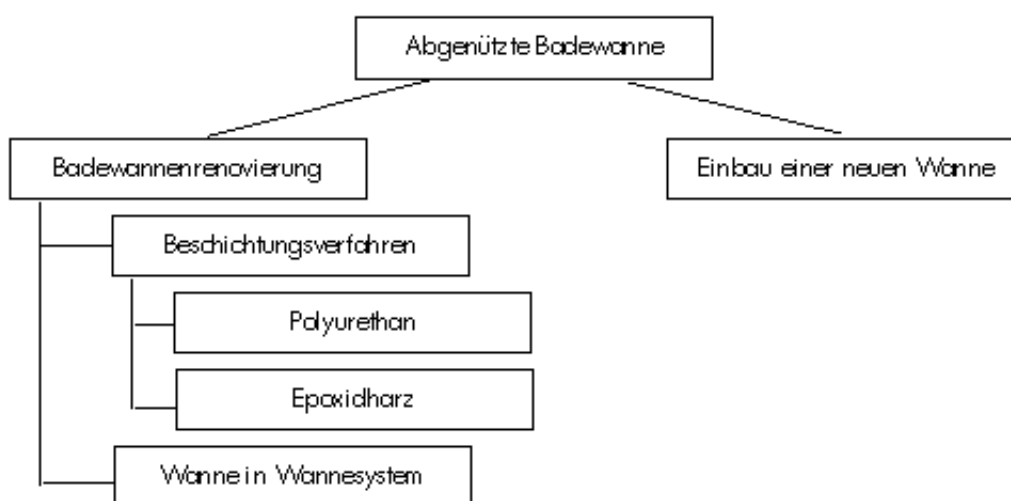 Abgenützte Badewanne
Badewannenrenovierung
Einbau einer neuen Wanne
Beschichtungsverfahren
Polyurethan
Epoxidharz
Wanne in Wannesystem